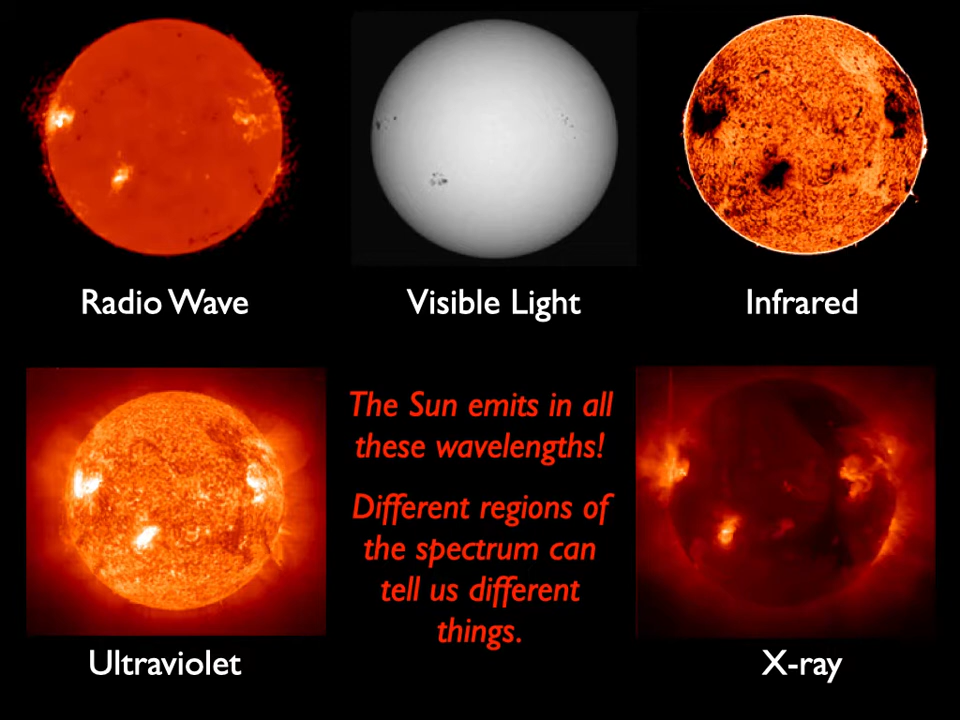 Radio Wave
Visible Light
Infrared
The Sun emits in all
these wavelengths!
Different regions of
the spectrum can
tell us different
things.
Ultraviolet
X-ray